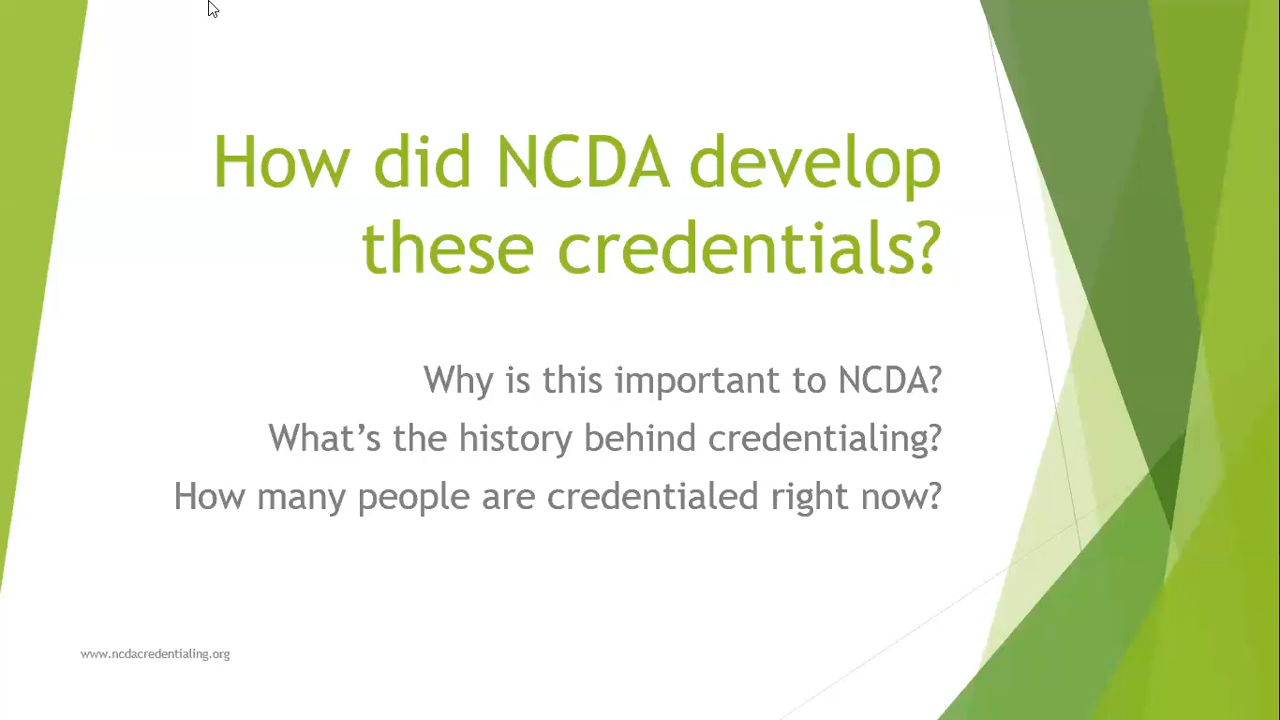 How did NCDA develop
these credentials?
Why is this important to NCDA?
What’s the history behind credentialing?
How many people are credentialed right now?
www.ncdacredentialing.org